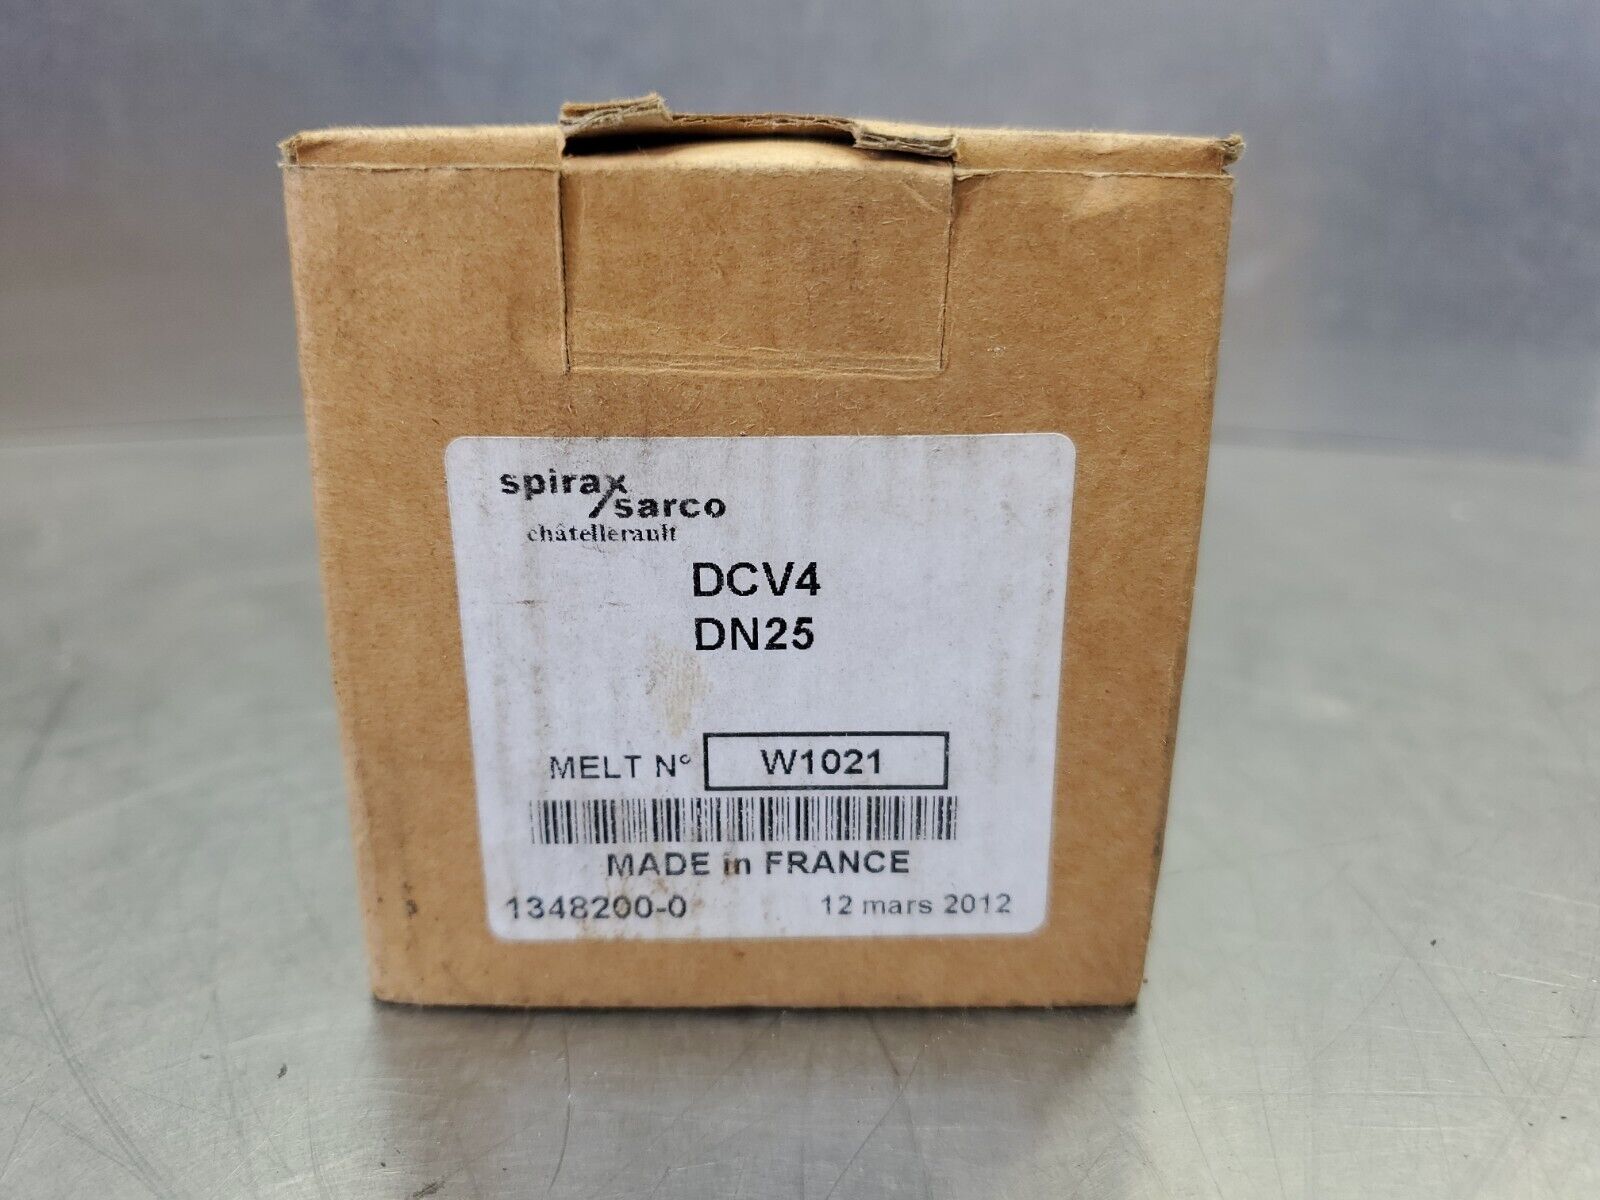 spirax
sarco
châtellerault
DCV4
DN25
MELT N° W1021
MADE in FRANCE
1348200-0 12 mars 2012